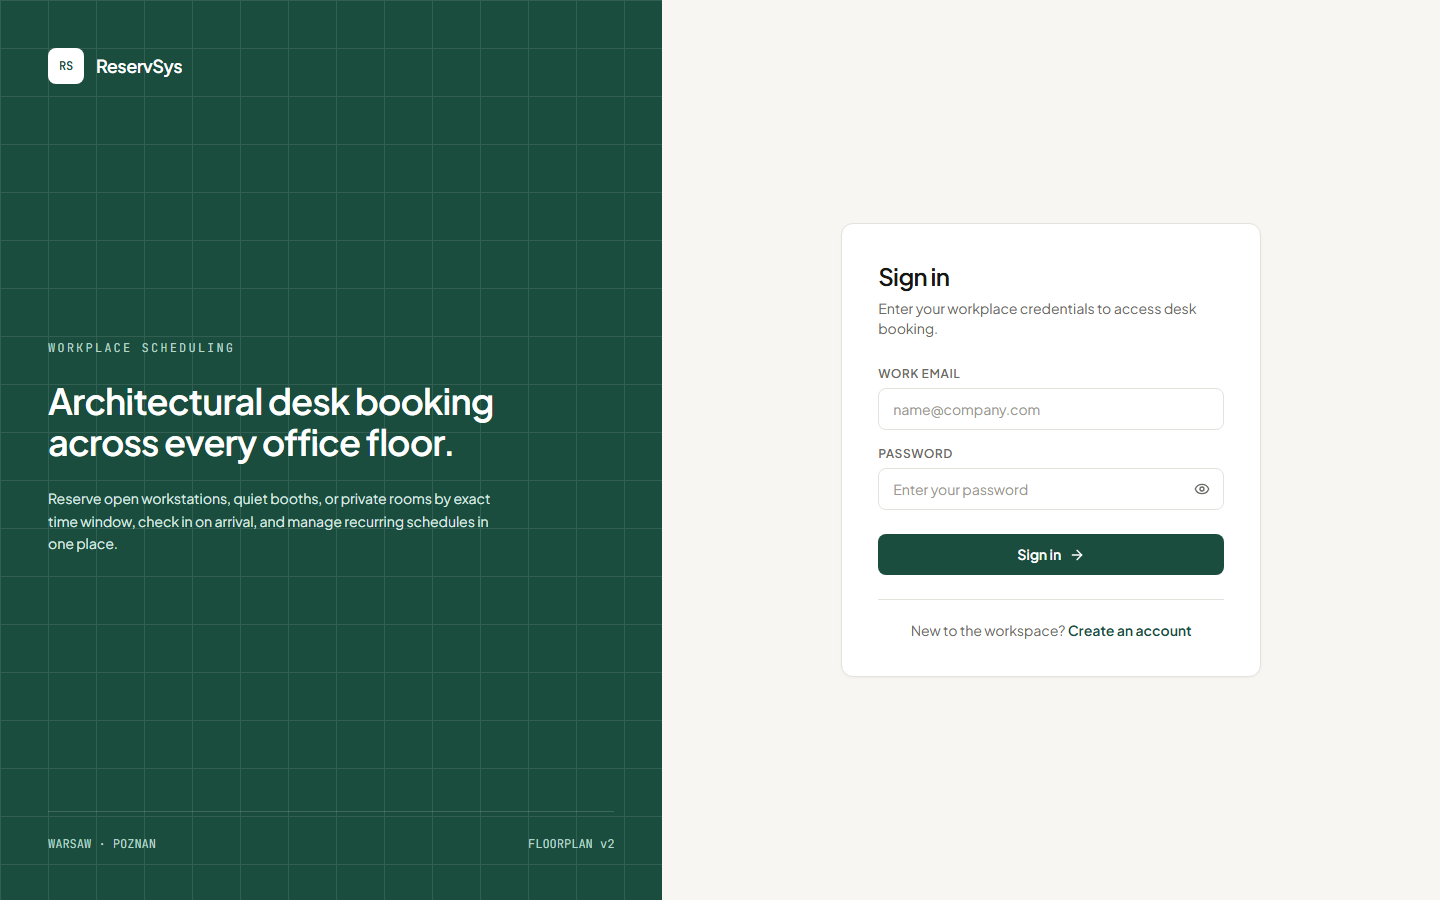 RS
ReservSys
WORKPLACE SCHEDULING
Architectural desk booking
across every office floor.
Reserve open workstations, quiet booths, or private rooms by exact
time window, check in on arrival, and manage recurring schedules in
one place.
WARSAW · POZNAN
FLOORPLAN v2
Sign in
Enter your workplace credentials to access desk
booking.
WORK EMAIL
name@company.com
PASSWORD
Enter your password
Sign in →
New to the workspace? Create an account